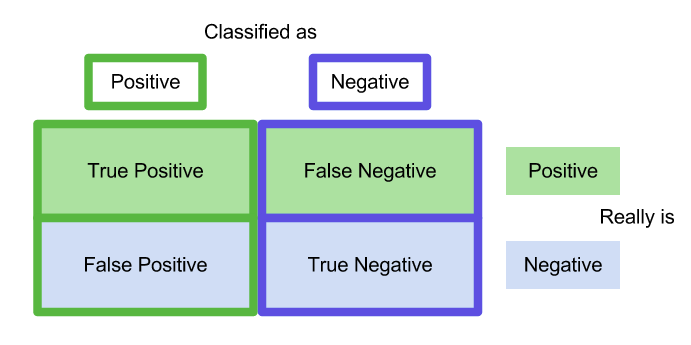 Classified as
Positive
Negative
True Positive
False Negative
Positive
Really is
False Positive
True Negative
Negative